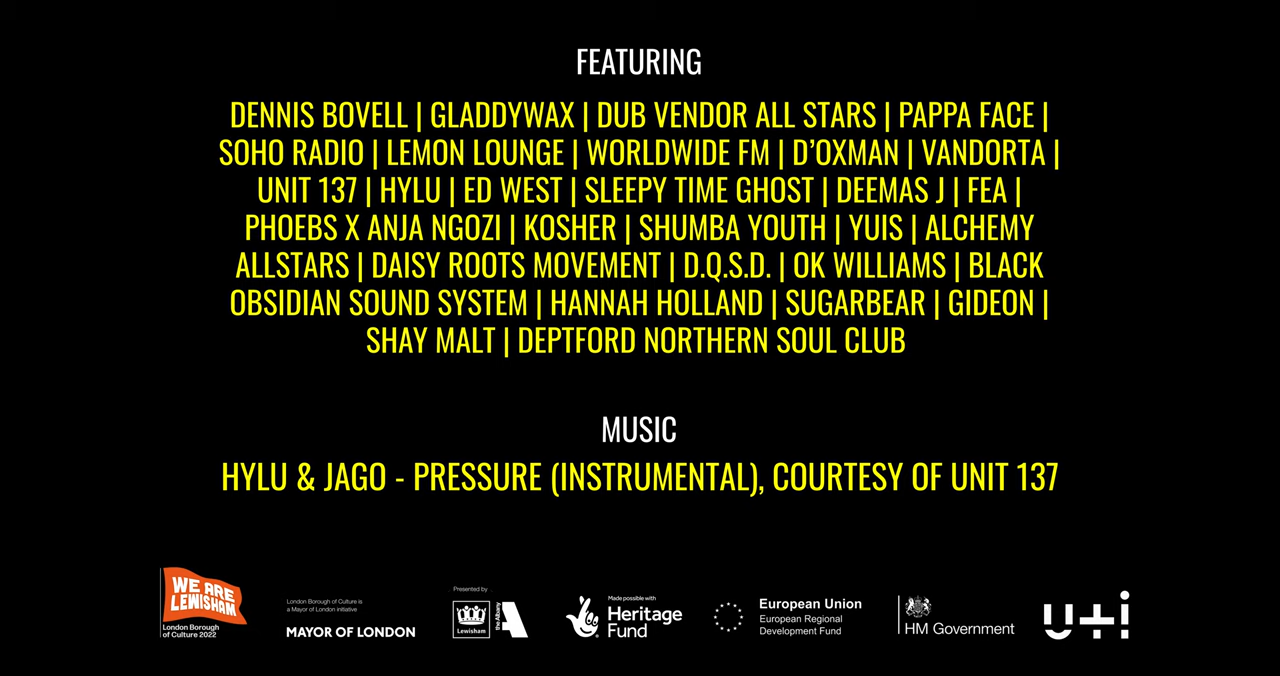 FEATURING
DENNIS BOVELL | GLADDYWAX | DUB VENDOR ALL STARS | PAPPA FACE |
SOHO RADIO | LEMON LOUNGE | WORLDWIDE FM | D’OXMAN | VANDORTA |
UNIT 137 | HYLU | ED WEST | SLEEPY TIME GHOST | DEEMAS J | FEA |
PHOEBS X ANJA NGOZI | KOSHER | SHUMBA YOUTH | YUIS | ALCHEMY
ALLSTARS | DAISY ROOTS MOVEMENT | D.Q.S.D. | OK WILLIAMS | BLACK
OBSIDIAN SOUND SYSTEM | HANNAH HOLLAND | SUGARBEAR | GIDEON |
SHAY MALT | DEPTFORD NORTHERN SOUL CLUB
MUSIC
HYLU & JAGO - PRESSURE (INSTRUMENTAL), COURTESY OF UNIT 137
WE ARE
LEWISHAM
London Borough
of Culture 2022
London Borough of Culture is
a Mayor of London initiative
MAYOR OF LONDON
Presented by
Lewisham
the Albany
Made possible with
Heritage
Fund
European Union
European Regional
Development Fund
HM Government
u+i